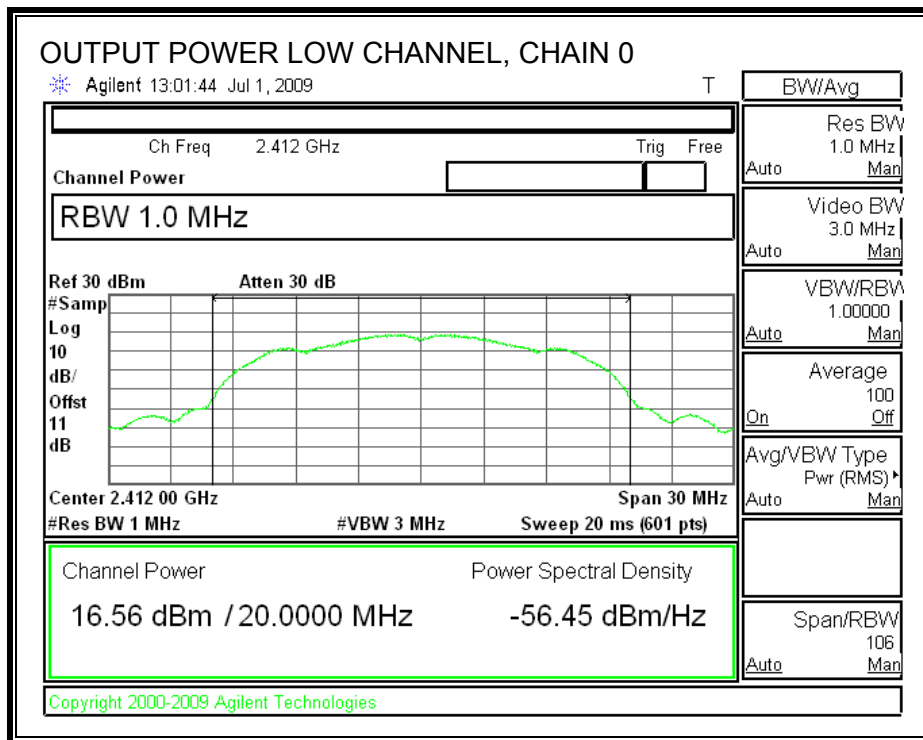 OUTPUT POWER LOW CHANNEL, CHAIN 0
Agilent 13:01:44 Jul 1, 2009 T
Ch Freq 2.412 GHz Trig Free
Channel Power
RBW 1.0 MHz
Ref 30 dBm Atten 30 dB
#Samp
Log
10
dB/
Offst
11
dB
Center 2.412 00 GHz Span 30 MHz
#Res BW 1 MHz #VBW 3 MHz Sweep 20 ms (601 pts)
Channel Power Power Spectral Density
16.56 dBm / 20.0000 MHz -56.45 dBm/Hz
Copyright 2000-2009 Agilent Technologies
BW/Avg
Res BW
1.0 MHz
Auto Man
Video BW
3.0 MHz
Auto Man
VBW/RBW
1.00000
Auto Man
Average
100
On Off
Avg/VBW Type
Pwr (RMS)
Auto Man
Span/RBW
106
Auto Man